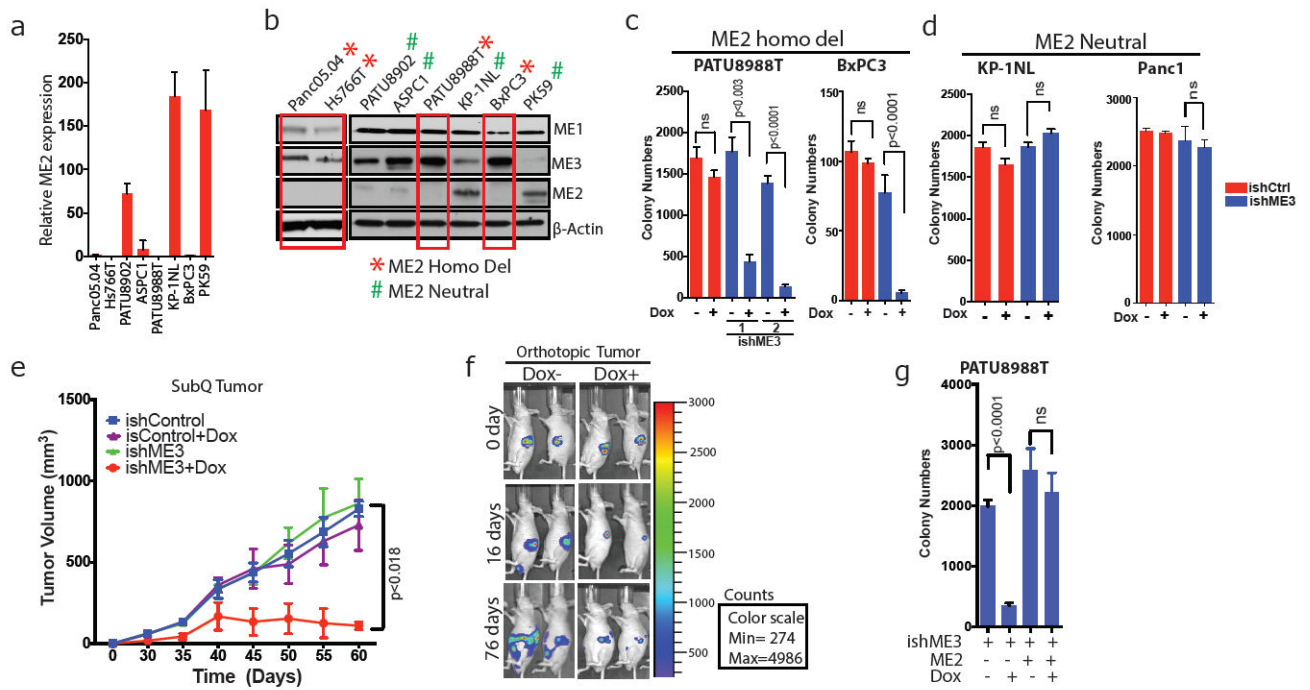 a
Relative ME2 expression
250
200
150
100
50
0
Panc05.04
Hs766T
PATU8902
ASPC1
PATU8988T
KP-1NL
BxPC3
PK59
b
Panc05.04 *
Hs766T *
PATU8902 #
ASPC1 #
PATU8988T *
KP-1NL #
BxPC3 *
PK59 #
ME1
ME3
ME2
β-Actin
* ME2 Homo Del
# ME2 Neutral
c
ME2 homo del
PATU8988T
Colony Numbers
2000
1500
1000
500
0
ns
p<0.003
p<0.0001
Dox - + - + - +
1 2
ishME3
BxPC3
Colony Numbers
150
100
50
0
ns
p<0.0001
Dox - + - +
d
ME2 Neutral
KP-1NL
Colony Numbers
2500
2000
1500
1000
500
0
ns
ns
Dox - + - +
Panc1
Colony Numbers
3000
2000
1000
0
ns
- + - +
ishCtrl
ishME3
e
SubQ Tumor
Tumor Volume (mm³)
1500
1000
500
0
ishControl
isControl+Dox
ishME3
ishME3+Dox
p<0.018
0 30 35 40 45 50 55 60
Time (Days)
f
Orthotopic Tumor
Dox- Dox+
0 day
16 days
76 days
3000
2500
2000
1500
1000
500
Counts
Color scale
Min= 274
Max=4986
g
PATU8988T
Colony Numbers
4000
3000
2000
1000
0
p<0.0001
ns
ishME3 + + + +
ME2 - - + +
Dox - + - +